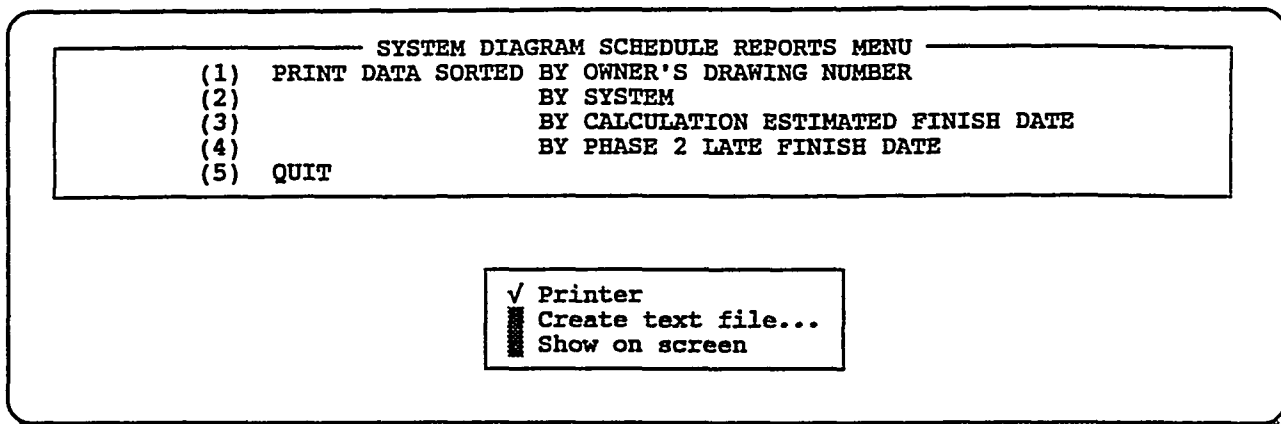 SYSTEM DIAGRAM SCHEDULE REPORTS MENU
(1) PRINT DATA SORTED BY OWNER'S DRAWING NUMBER
(2) BY SYSTEM
(3) BY CALCULATION ESTIMATED FINISH DATE
(4) BY PHASE 2 LATE FINISH DATE
(5) QUIT
√ Printer
Create text file...
Show on screen